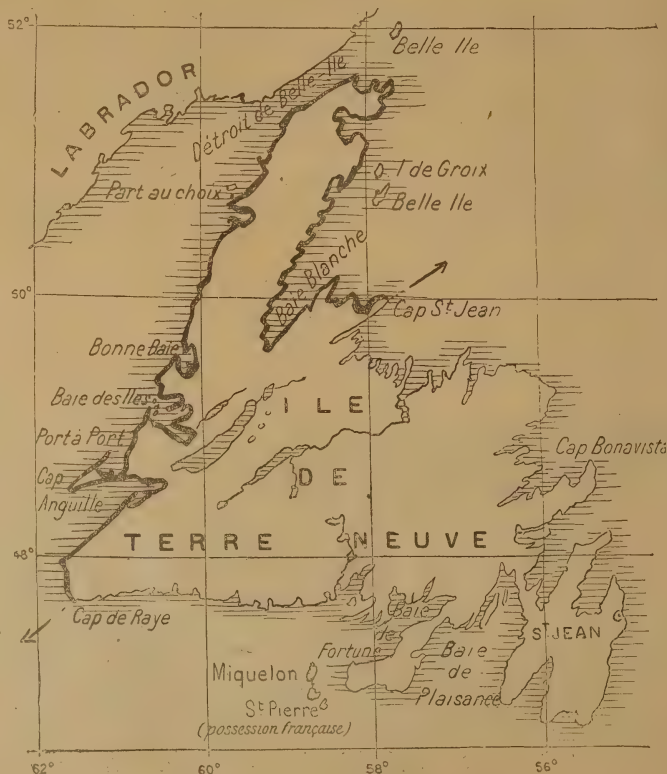 52°
Belle Ile
LABRADOR
Détroit de Belle-Ile
Part au choix
I. de Groix
Belle Ile
Baie Blanche
50°
Cap St Jean
Bonne Baie
Baie des Iles
ILE
Port à Port
Cap Bonavista
Cap
Anguille
DE
TERRE NEUVE
48°
Cap de Raye
Baie
de
Fortune
St JEAN
Baie
de
Plaisance
Miquelon
St Pierre
(possession française)
62°
60°
58°
56°